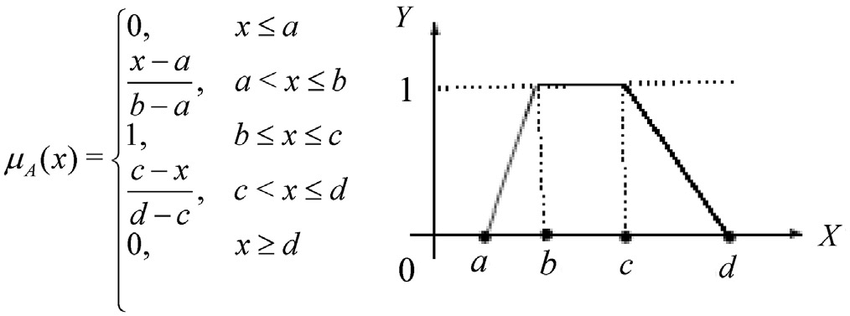 μ_A(x) = { 0, x ≤ a
(x − a)/(b − a), a < x ≤ b
1, b ≤ x ≤ c
(c − x)/(d − c), c < x ≤ d
0, x ≥ d
Y
1
0 a b c d X